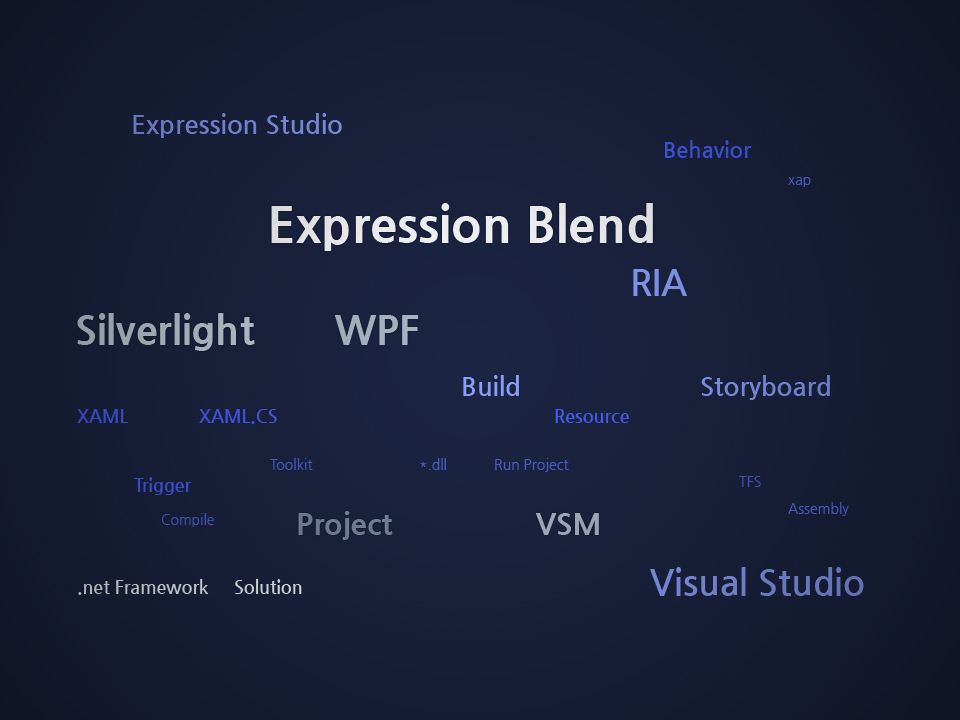 Expression Studio
Behavior
xap
Expression Blend
RIA
Silverlight WPF
Build Storyboard
XAML XAML.CS Resource
Toolkit *.dll Run Project
Trigger TFS
Assembly
Compile Project VSM
.net Framework Solution Visual Studio